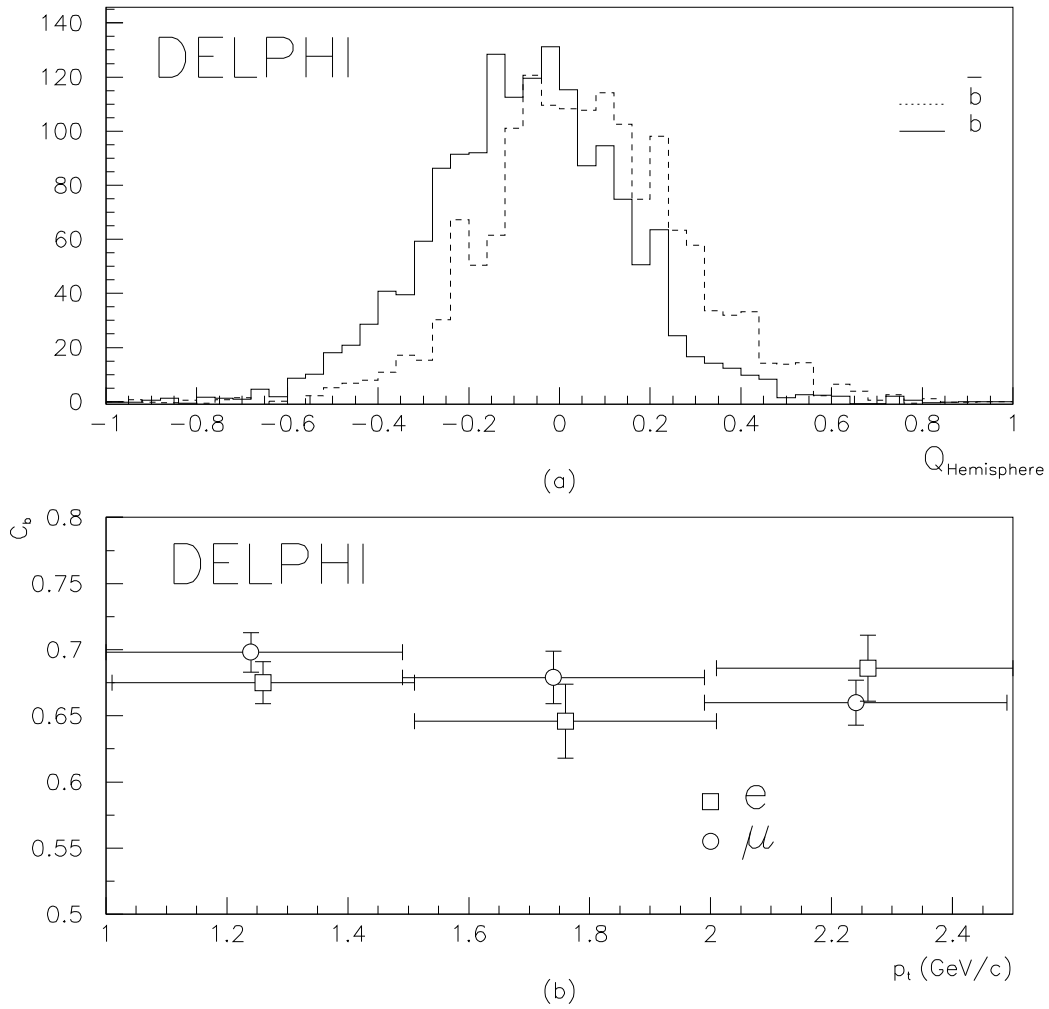 140
DELPHI
120
b̅
100
b
80
60
40
20
0
−1 −0.8 −0.6 −0.4 −0.2 0 0.2 0.4 0.6 0.8 1
Q Hemisphere
(a)
C_b
0.8
DELPHI
0.75
0.7
0.65
0.6
e
μ
0.55
0.5
1 1.2 1.4 1.6 1.8 2 2.2 2.4
p_t (GeV/c)
(b)